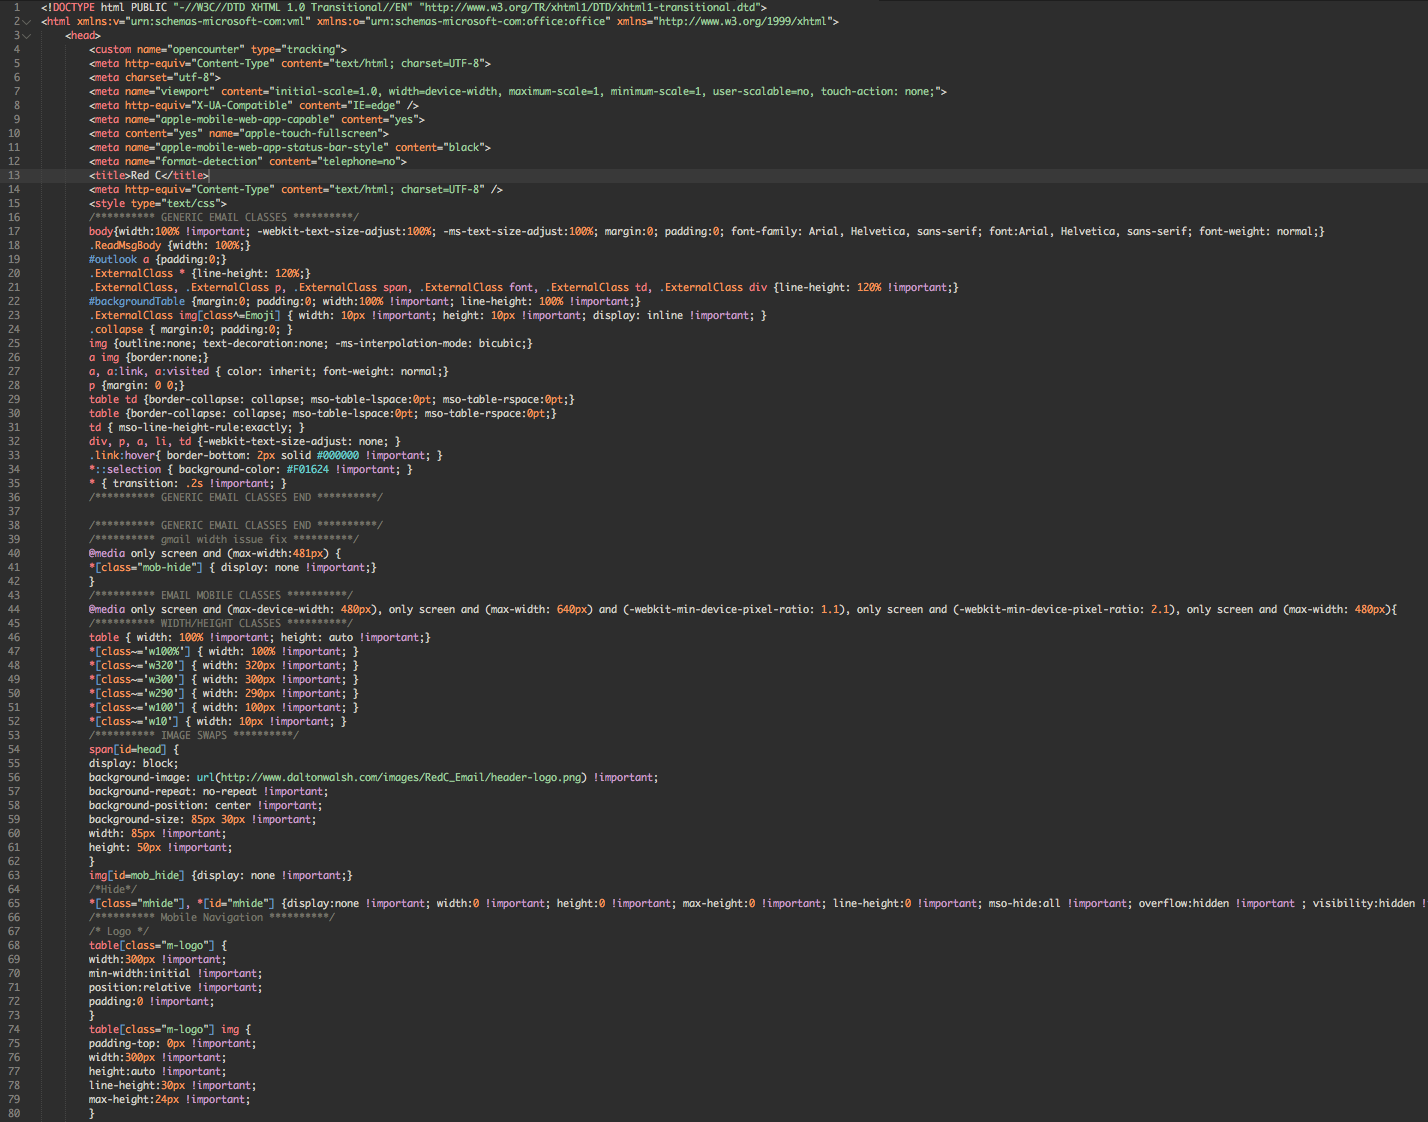 1 <!DOCTYPE html PUBLIC "-//W3C//DTD XHTML 1.0 Transitional//EN" "http://www.w3.org/TR/xhtml1/DTD/xhtml1-transitional.dtd">
2 <html xmlns:v="urn:schemas-microsoft-com:vml" xmlns:o="urn:schemas-microsoft-com:office:office" xmlns="http://www.w3.org/1999/xhtml">
3 <head>
4 <custom name="opencounter" type="tracking">
5 <meta http-equiv="Content-Type" content="text/html; charset=UTF-8">
6 <meta charset="utf-8">
7 <meta name="viewport" content="initial-scale=1.0, width=device-width, maximum-scale=1, minimum-scale=1, user-scalable=no, touch-action: none;">
8 <meta http-equiv="X-UA-Compatible" content="IE=edge" />
9 <meta name="apple-mobile-web-app-capable" content="yes">
10 <meta content="yes" name="apple-touch-fullscreen">
11 <meta name="apple-mobile-web-app-status-bar-style" content="black">
12 <meta name="format-detection" content="telephone=no">
13 <title>Red C</title>
14 <meta http-equiv="Content-Type" content="text/html; charset=UTF-8" />
15 <style type="text/css">
16 /********** GENERIC EMAIL CLASSES **********/
17 body{width:100% !important; -webkit-text-size-adjust:100%; -ms-text-size-adjust:100%; margin:0; padding:0; font-family: Arial, Helvetica, sans-serif; font:Arial, Helvetica, sans-serif; font-weight: normal;}
18 .ReadMsgBody {width: 100%;}
19 #outlook a {padding:0;}
20 .ExternalClass * {line-height: 120%;}
21 .ExternalClass, .ExternalClass p, .ExternalClass span, .ExternalClass font, .ExternalClass td, .ExternalClass div {line-height: 120% !important;}
22 #backgroundTable {margin:0; padding:0; width:100% !important; line-height: 100% !important;}
23 .ExternalClass img[class^=Emoji] { width: 10px !important; height: 10px !important; display: inline !important; }
24 .collapse { margin:0; padding:0; }
25 img {outline:none; text-decoration:none; -ms-interpolation-mode: bicubic;}
26 a img {border:none;}
27 a, a:link, a:visited { color: inherit; font-weight: normal;}
28 p {margin: 0 0;}
29 table td {border-collapse: collapse; mso-table-lspace:0pt; mso-table-rspace:0pt;}
30 table {border-collapse: collapse; mso-table-lspace:0pt; mso-table-rspace:0pt;}
31 td { mso-line-height-rule:exactly; }
32 div, p, a, li, td {-webkit-text-size-adjust: none; }
33 .link:hover{ border-bottom: 2px solid #000000 !important; }
34 *::selection { background-color: #F01624 !important; }
35 * { transition: .2s !important; }
36 /********** GENERIC EMAIL CLASSES END **********/
37
38 /********** GENERIC EMAIL CLASSES END **********/
39 /********** gmail width issue fix **********/
40 @media only screen and (max-width:481px) {
41 *[class="mob-hide"] { display: none !important;}
42 }
43 /********** EMAIL MOBILE CLASSES **********/
44 @media only screen and (max-device-width: 480px), only screen and (max-width: 640px) and (-webkit-min-device-pixel-ratio: 1.1), only screen and (-webkit-min-device-pixel-ratio: 2.1), only screen and (max-width: 480px){
45 /********** WIDTH/HEIGHT CLASSES **********/
46 table { width: 100% !important; height: auto !important;}
47 *[class~='w100%'] { width: 100% !important; }
48 *[class~='w320'] { width: 320px !important; }
49 *[class~='w300'] { width: 300px !important; }
50 *[class~='w290'] { width: 290px !important; }
51 *[class~='w100'] { width: 100px !important; }
52 *[class~='w10'] { width: 10px !important; }
53 /********** IMAGE SWAPS **********/
54 span[id=head] {
55 display: block;
56 background-image: url(http://www.daltonwalsh.com/images/RedC_Email/header-logo.png) !important;
57 background-repeat: no-repeat !important;
58 background-position: center !important;
59 background-size: 85px 30px !important;
60 width: 85px !important;
61 height: 50px !important;
62 }
63 img[id=mob_hide] {display: none !important;}
64 /*Hide*/
65 *[class="mhide"], *[id="mhide"] {display:none !important; width:0 !important; height:0 !important; max-height:0 !important; line-height:0 !important; mso-hide:all !important; overflow:hidden !important ; visibility:hidden !
66 /********** Mobile Navigation **********/
67 /* Logo */
68 table[class="m-logo"] {
69 width:300px !important;
70 min-width:initial !important;
71 position:relative !important;
72 padding:0 !important;
73 }
74 table[class="m-logo"] img {
75 padding-top: 0px !important;
76 width:300px !important;
77 height:auto !important;
78 line-height:30px !important;
79 max-height:24px !important;
80 }